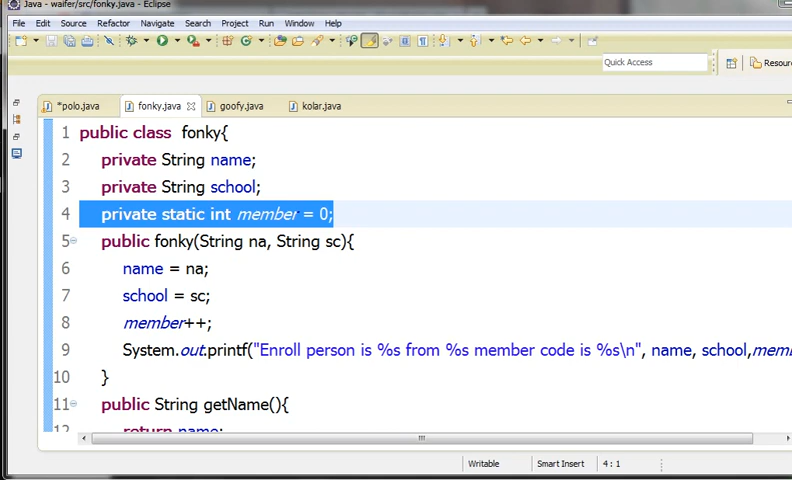 Java - waifer/src/fonky.java - Eclipse
File Edit Source Refactor Navigate Search Project Run Window Help
Quick Access
*polo.java fonky.java goofy.java kolar.java
1 public class fonky{
2 private String name;
3 private String school;
4 private static int member = 0;
5 public fonky(String na, String sc){
6 name = na;
7 school = sc;
8 member++;
9 System.out.printf("Enroll person is %s from %s member code is %s\n", name, school,
10 }
11 public String getName(){
12 return name;
Writable Smart Insert 4 : 1